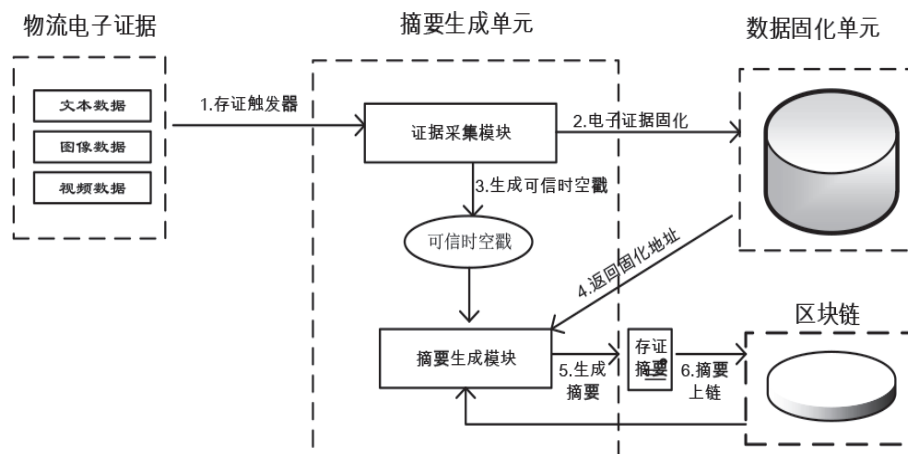 物流电子证据
摘要生成单元
数据固化单元
文本数据
图像数据
视频数据
1.存证触发器
证据采集模块
2.电子证据固化
3.生成可信时空戳
可信时空戳
4.返回固化地址
区块链
摘要生成模块
5.生成
摘要
存证
摘要
6.摘要
上链